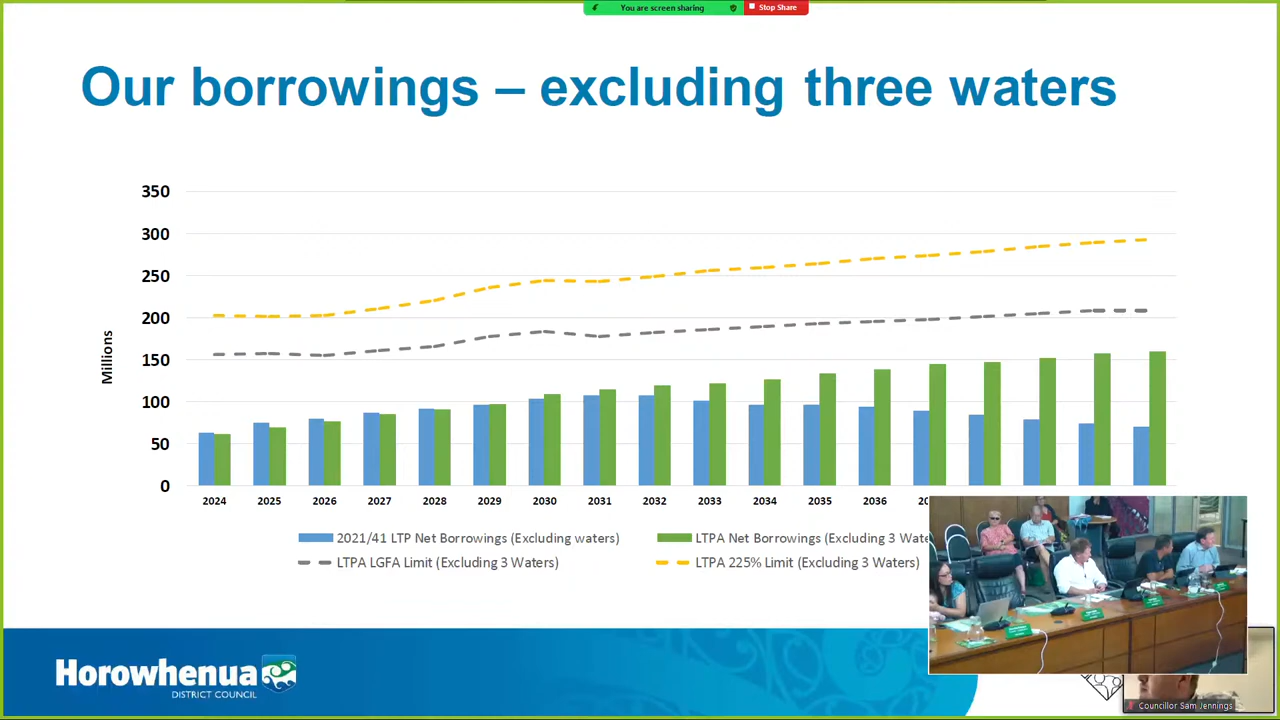 You are screen sharing
Stop Share
Our borrowings – excluding three waters
350
300
250
200
150
100
50
0
Millions
2024 2025 2026 2027 2028 2029 2030 2031 2032 2033 2034 2035 2036
2021/41 LTP Net Borrowings (Excluding waters)
LTPA Net Borrowings (Excluding 3 Wate
LTPA LGFA Limit (Excluding 3 Waters)
LTPA 225% Limit (Excluding 3 Waters)
Horowhenua
DISTRICT COUNCIL
Councillor Sam Jennings